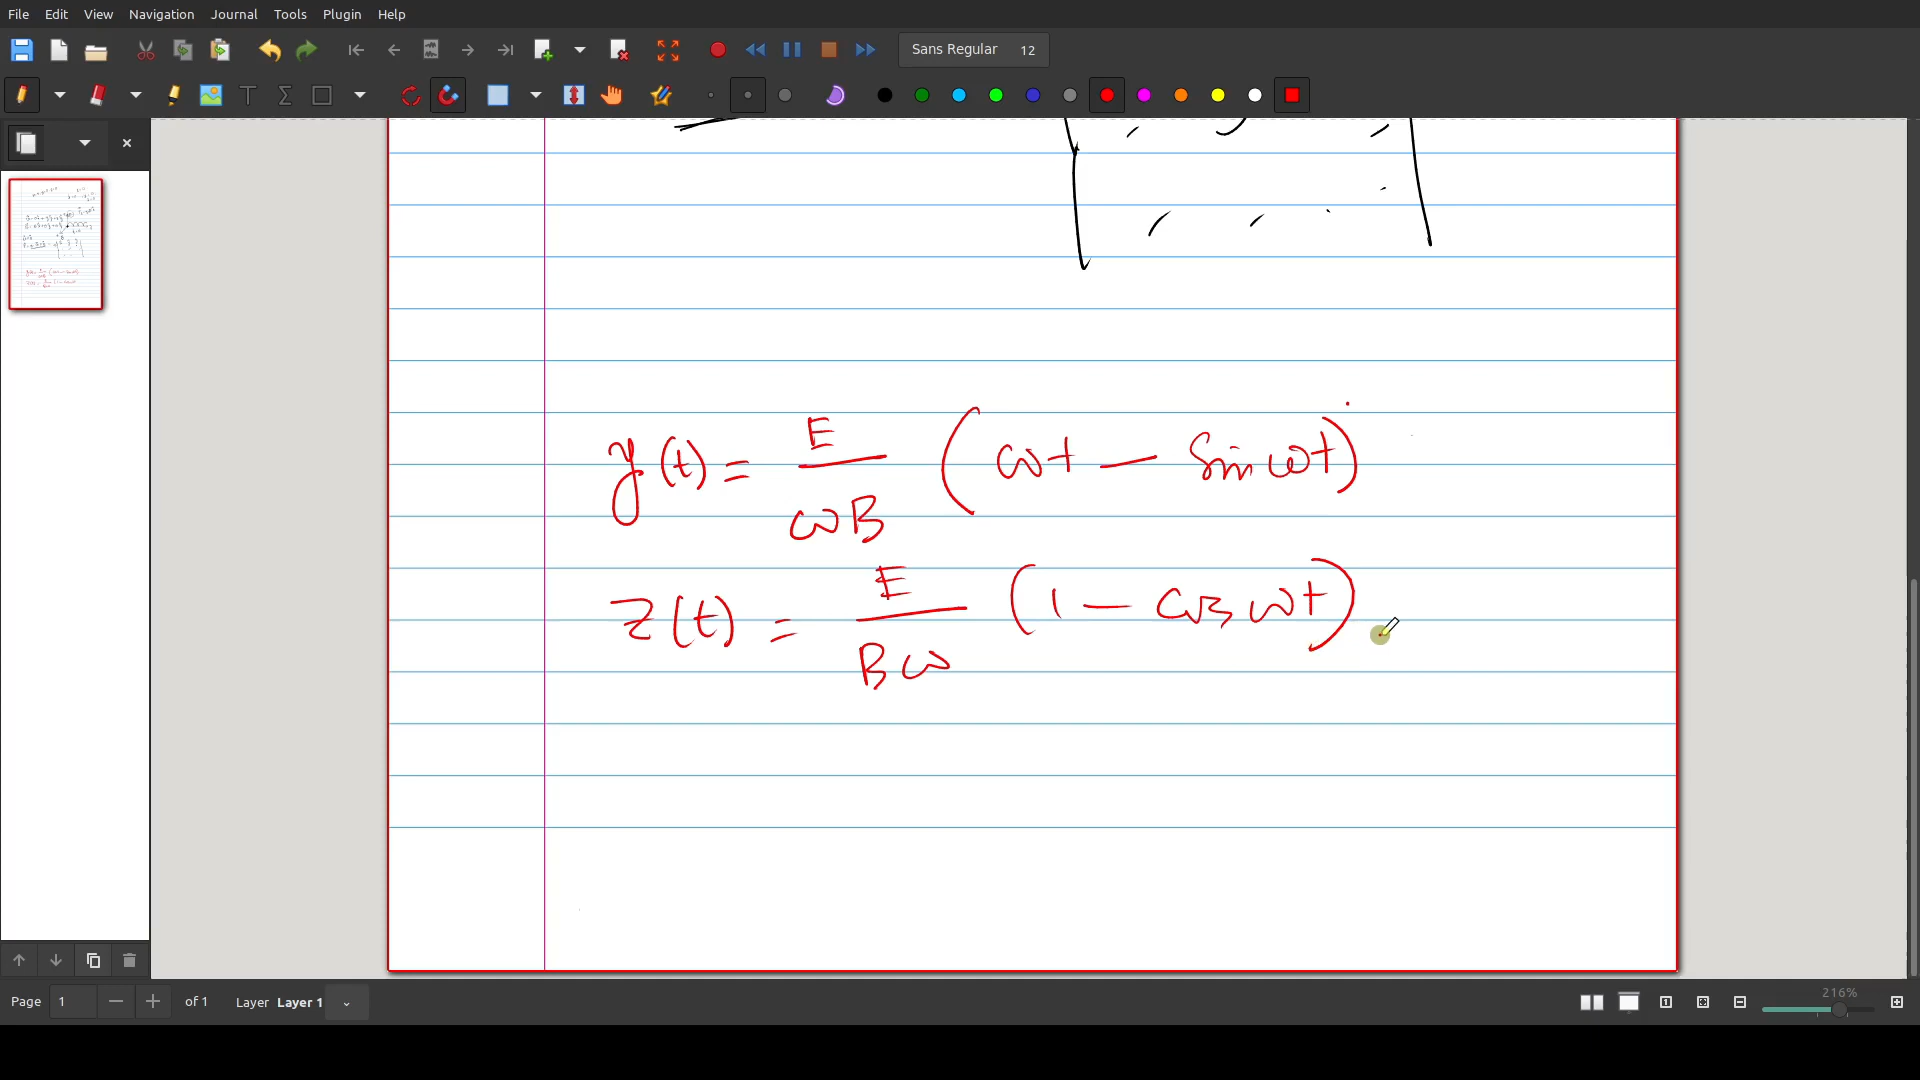 File Edit View Navigation Journal Tools Plugin Help
Sans Regular 12
y(t) = E/ωB (ωt − sin ωt)
z(t) = E/Bω (1 − cos ωt)
Page 1 of 1 Layer Layer 1 216%